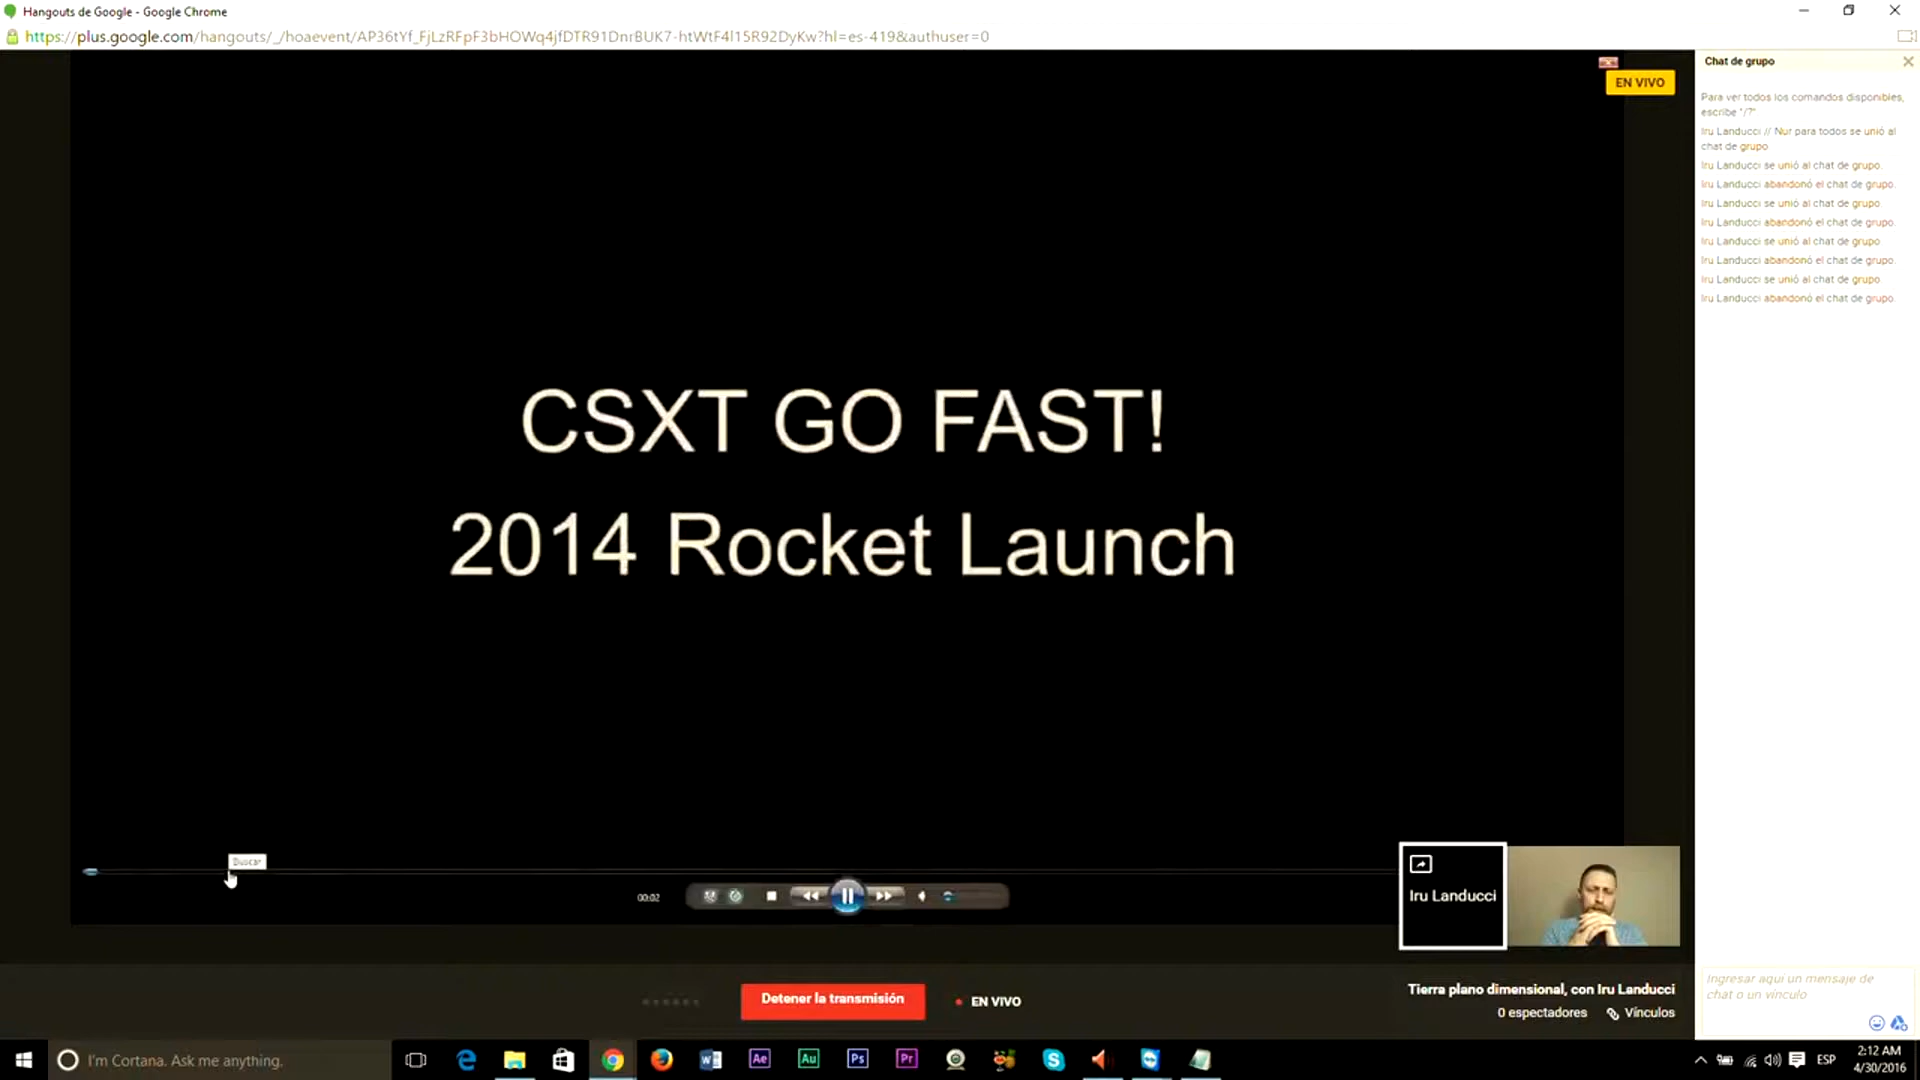 Hangouts de Google - Google Chrome
https://plus.google.com/hangouts/_/hoaevent/AP36tYf_FjLzRFpF3bHOWq4jfDTR91DnrBUK7-htWtF4l15R92DyKw?hl=es-419&authuser=0
EN VIVO
Chat de grupo
Para ver todos los comandos disponibles,
escribe "/?"
Iru Landucci // Nur para todos se unió al
chat de grupo
Iru Landucci se unió al chat de grupo.
Iru Landucci abandonó el chat de grupo.
Iru Landucci se unió al chat de grupo
Iru Landucci abandonó el chat de grupo.
Iru Landucci se unió al chat de grupo
Iru Landucci abandonó el chat de grupo.
Iru Landucci se unió al chat de grupo
Iru Landucci abandonó el chat de grupo.
CSXT GO FAST!
2014 Rocket Launch
Buscar
00:02
Iru Landucci
Detener la transmisión
EN VIVO
Tierra plano dimensional, con Iru Landucci
0 espectadores
Vínculos
Ingresar aquí un mensaje de
chat o un vínculo
I'm Cortana. Ask me anything.
Ae
Au
Ps
Pr
ESP
2:12 AM
4/30/2016